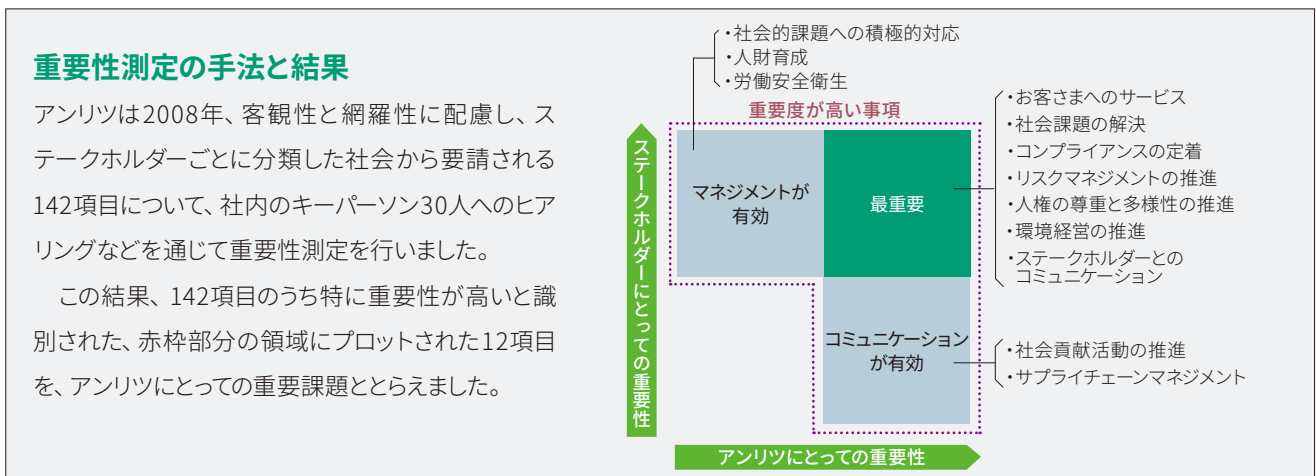 重要性測定の手法と結果
アンリツは2008年、客観性と網羅性に配慮し、ス
テークホルダーごとに分類した社会から要請される
142項目について、社内のキーパーソン30人へのヒア
リングなどを通じて重要性測定を行いました。
この結果、142項目のうち特に重要性が高いと識
別された、赤枠部分の領域にプロットされた12項目
を、アンリツにとっての重要課題ととらえました。
・社会的課題への積極的対応
・人財育成
・労働安全衛生
重要度が高い事項
ステークホルダーにとっての重要性
マネジメントが
有効
最重要
・お客さまへのサービス
・社会課題の解決
・コンプライアンスの定着
・リスクマネジメントの推進
・人権の尊重と多様性の推進
・環境経営の推進
・ステークホルダーとの
コミュニケーション
コミュニケーション
が有効
・社会貢献活動の推進
・サプライチェーンマネジメント
アンリツにとっての重要性